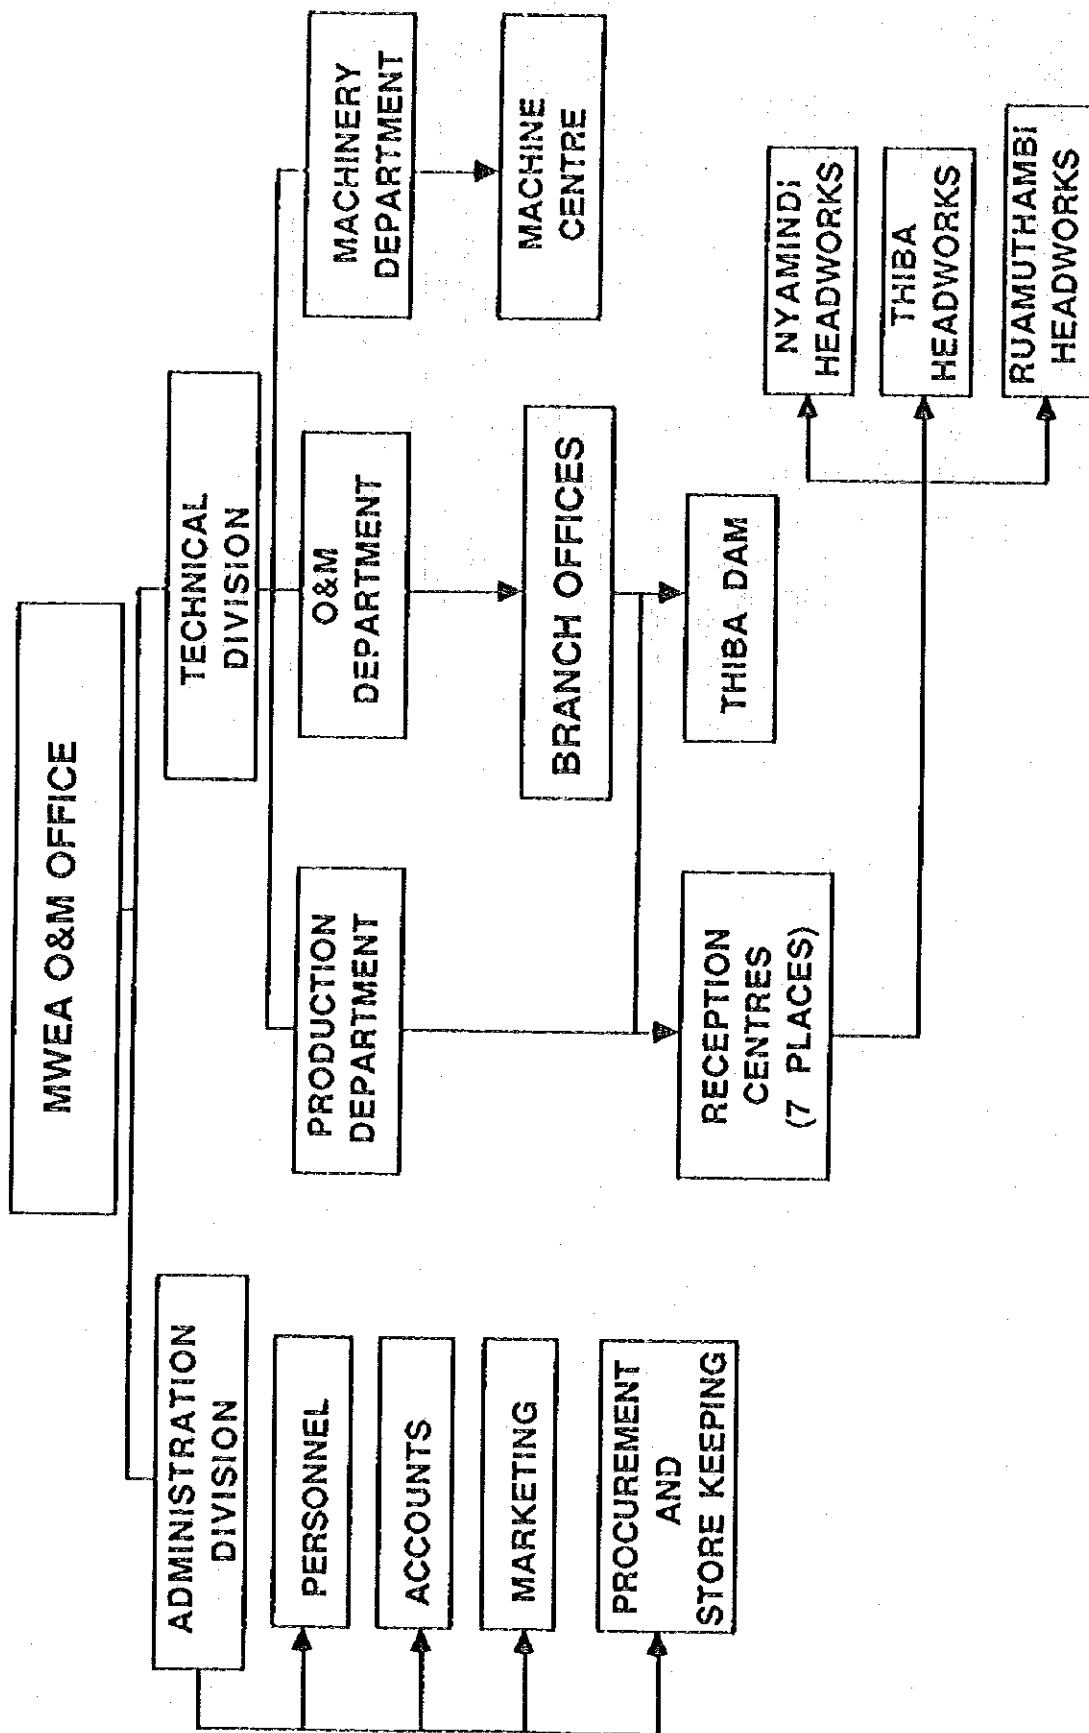 MWEA O&M OFFICE
ADMINISTRATION
DIVISION
TECHNICAL
DIVISION
PERSONNEL
ACCOUNTS
MARKETING
PROCUREMENT
AND
STORE KEEPING
PRODUCTION
DEPARTMENT
O&M
DEPARTMENT
MACHINERY
DEPARTMENT
BRANCH OFFICES
MACHINE
CENTRE
RECEPTION
CENTRES
(7 PLACES)
THIBA DAM
NYAMINDI
HEADWORKS
THIBA
HEADWORKS
RUAMUTHAMBI
HEADWORKS